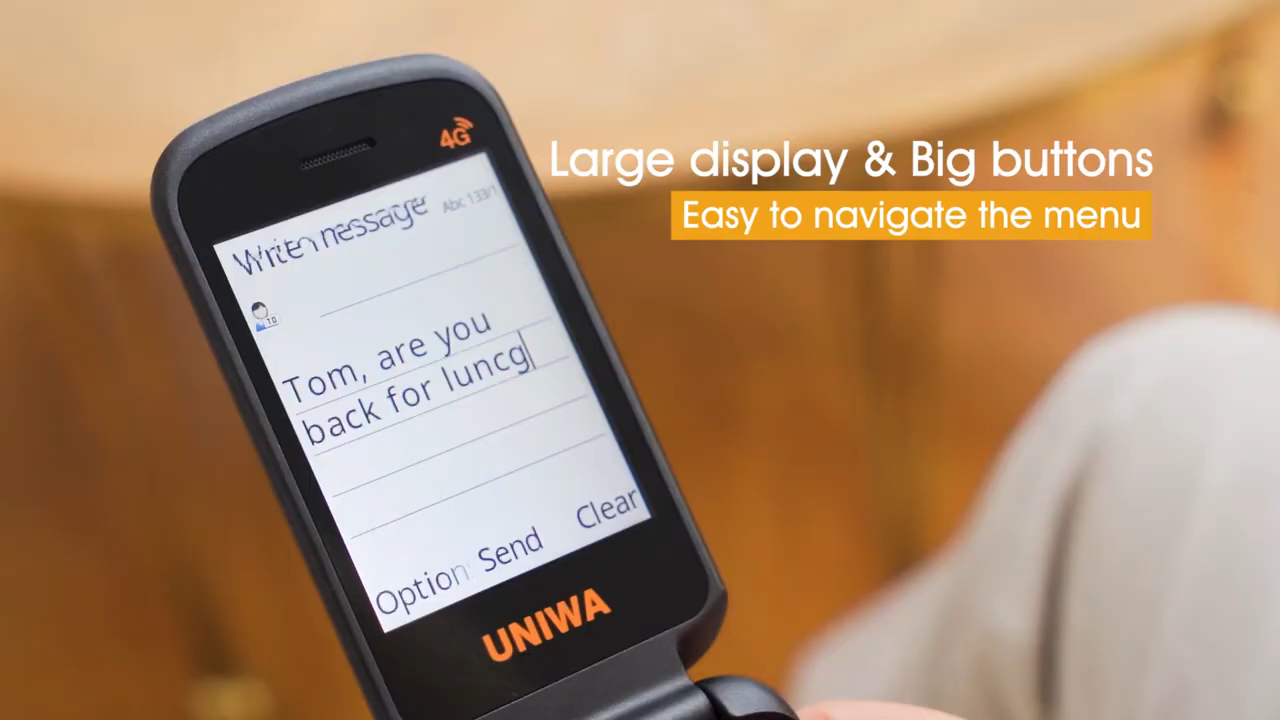 4G
Large display & Big buttons
Easy to navigate the menu
Write message
Abc 133/1
TO
Tom, are you
back for luncg
Option
Send
Clear
UNIWA